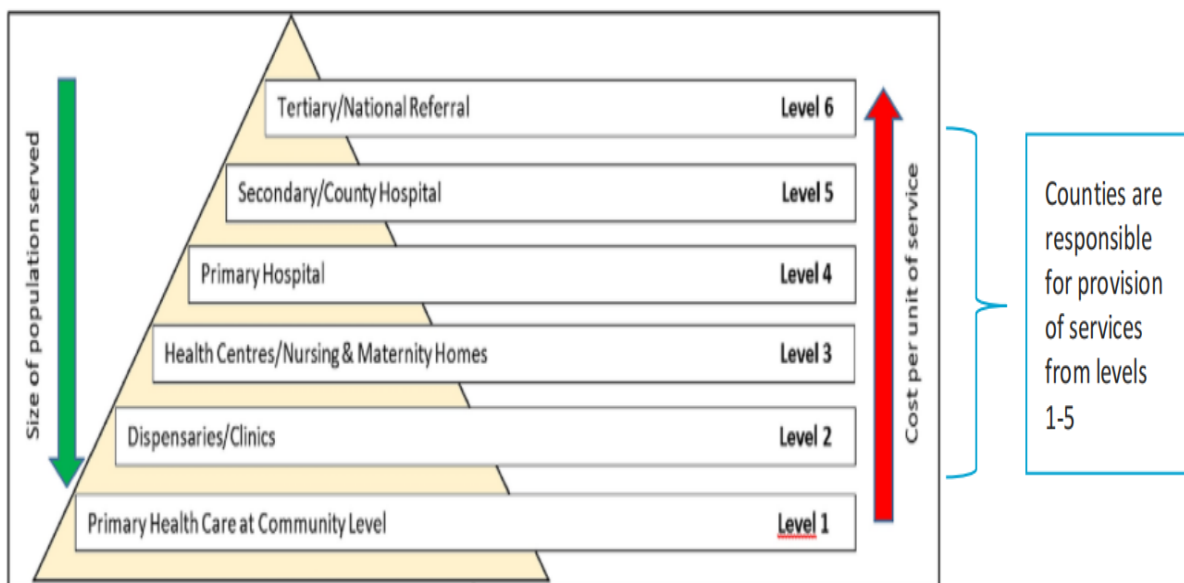 Size of population served
Tertiary/National Referral Level 6
Secondary/County Hospital Level 5
Primary Hospital Level 4
Health Centres/Nursing & Maternity Homes Level 3
Dispensaries/Clinics Level 2
Primary Health Care at Community Level Level 1
Cost per unit of service
Counties are
responsible
for provision
of services
from levels
1-5